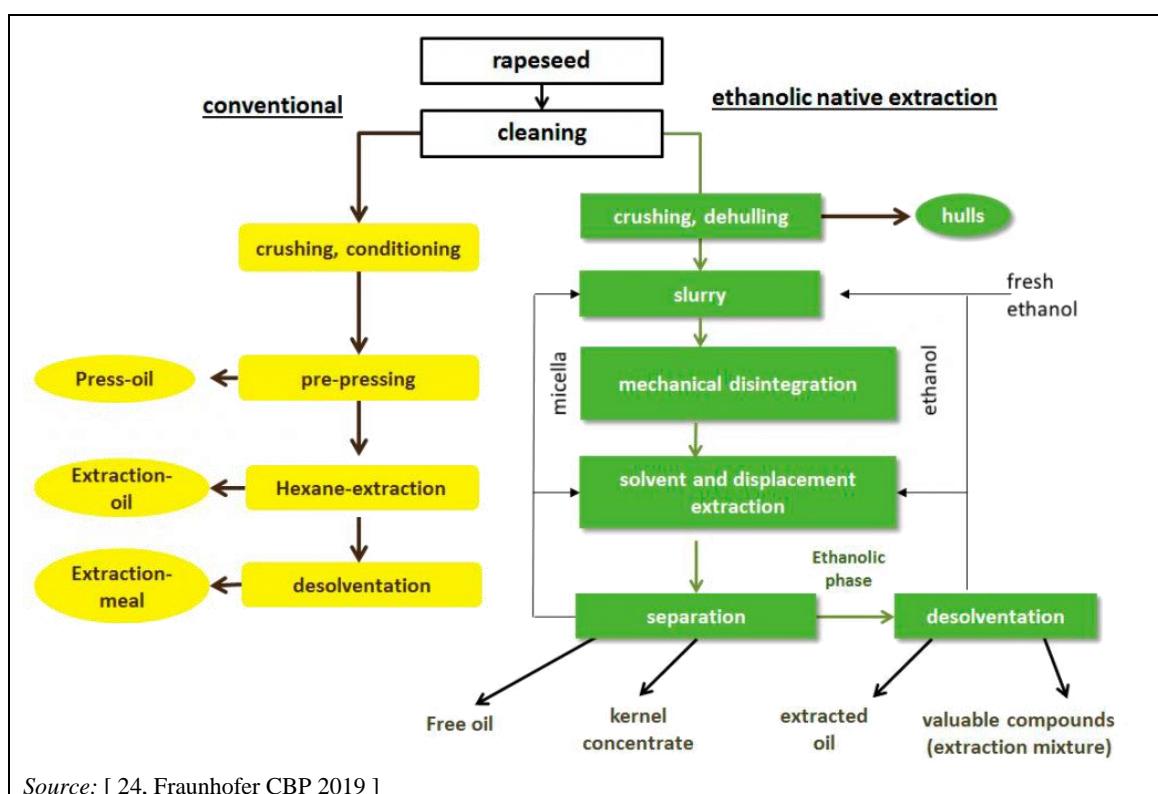 rapeseed
conventional
ethanolic native extraction
cleaning
crushing, conditioning
pre-pressing
Press-oil
Hexane-extraction
Extraction-
oil
desolventation
Extraction-
meal
crushing, dehulling
hulls
slurry
fresh
ethanol
micella
mechanical disintegration
ethanol
solvent and displacement
extraction
Ethanolic
phase
separation
desolventation
Free oil
kernel
concentrate
extracted
oil
valuable compounds
(extraction mixture)
Source: [ 24, Fraunhofer CBP 2019 ]